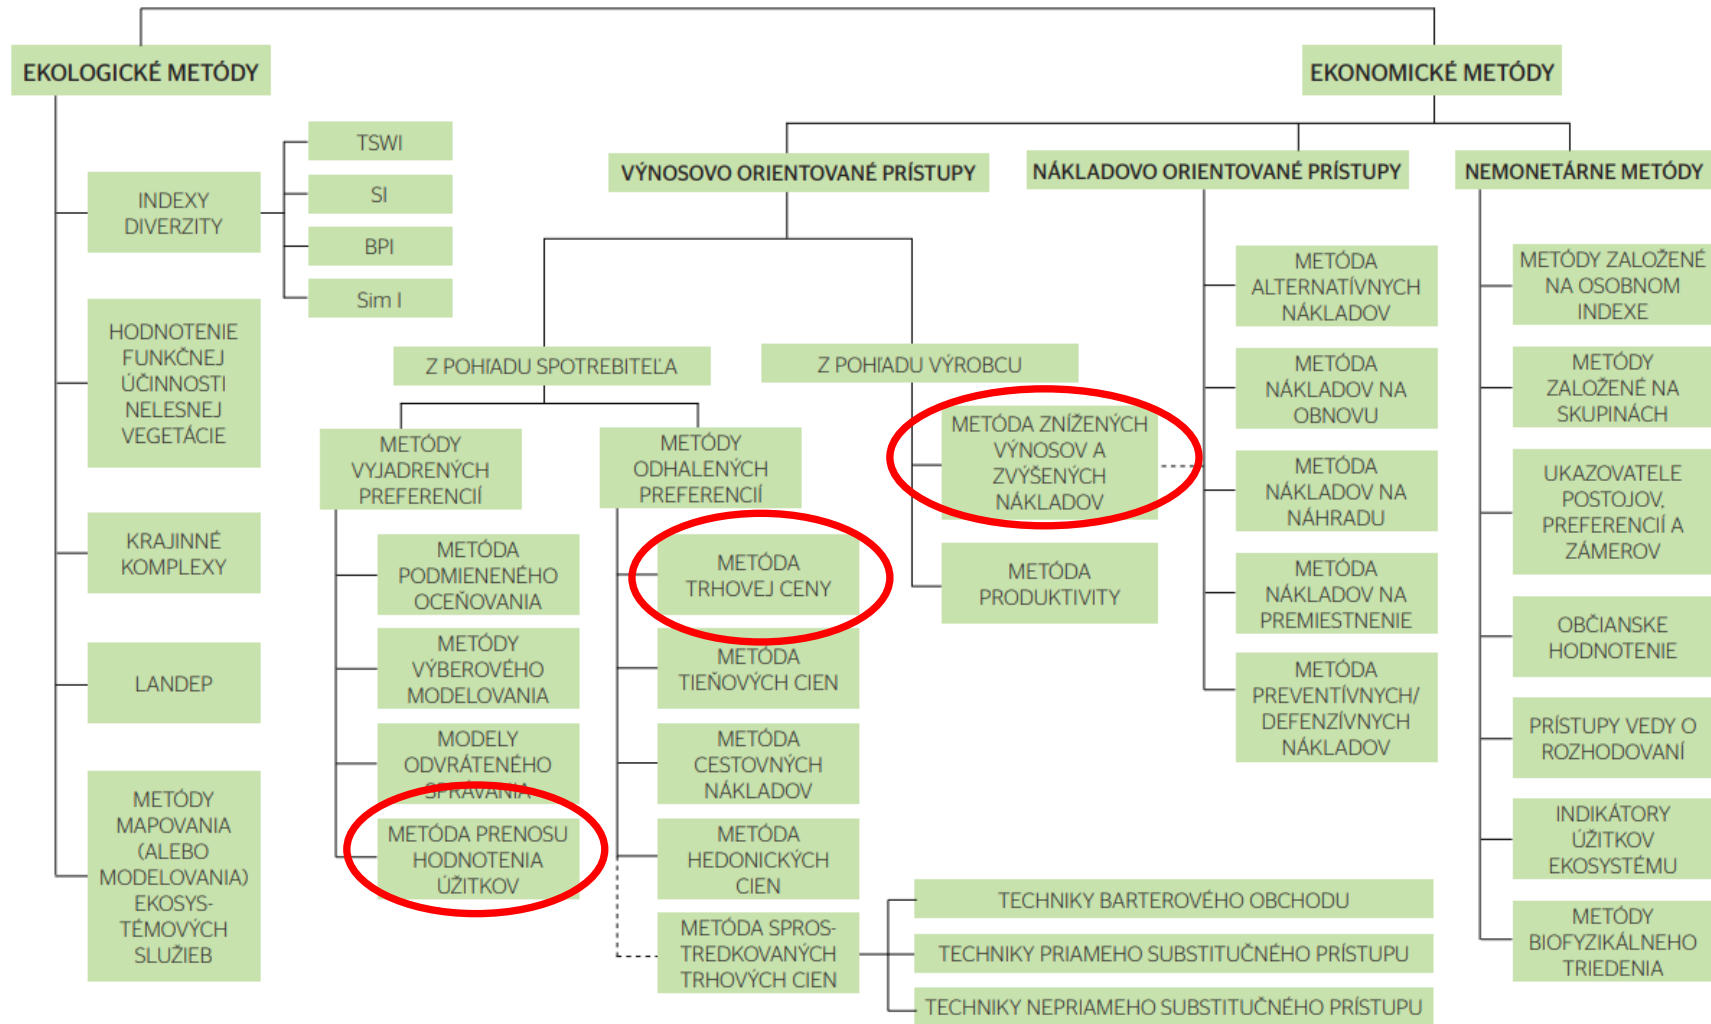 EKOLOGICKÉ METÓDY
INDEXY
DIVERZITY
TSWI
SI
BPI
Sim I
HODNOTENIE
FUNKČNEJ
ÚČINNOSTI
NELESNEJ
VEGETÁCIE
KRAJINNÉ
KOMPLEXY
LANDEP
METÓDY
MAPOVANIA
(ALEBO
MODELOVANIA)
EKOSYS-
TÉMOVÝCH
SLUŽIEB
EKONOMICKÉ METÓDY
VÝNOSOVO ORIENTOVANÉ PRÍSTUPY
Z POHĽADU SPOTREBITEĽA
METÓDY
VYJADRENÝCH
PREFERENCIÍ
METÓDA
PODMIENENÉHO
OCEŇOVANIA
METÓDY
VÝBEROVÉHO
MODELOVANIA
MODELY
ODVRÁTENÉHO
SPRÁVANIA
METÓDA PRENOSU
HODNOTENIA
ÚŽITKOV
METÓDY
ODHALENÝCH
PREFERENCIÍ
METÓDA
TRHOVEJ CENY
METÓDA
TIEŇOVÝCH CIEN
METÓDA
CESTOVNÝCH
NÁKLADOV
METÓDA
HEDONICKÝCH
CIEN
METÓDA SPROS-
TREDKOVANÝCH
TRHOVÝCH CIEN
TECHNIKY BARTEROVÉHO OBCHODU
TECHNIKY PRIAMEHO SUBSTITUČNÉHO PRÍSTUPU
TECHNIKY NEPRIAMEHO SUBSTITUČNÉHO PRÍSTUPU
Z POHĽADU VÝROBCU
METÓDA ZNÍŽENÝCH
VÝNOSOV A
ZVÝŠENÝCH
NÁKLADOV
METÓDA
PRODUKTIVITY
NÁKLADOVO ORIENTOVANÉ PRÍSTUPY
METÓDA
ALTERNATÍVNYCH
NÁKLADOV
METÓDA
NÁKLADOV NA
OBNOVU
METÓDA
NÁKLADOV NA
NÁHRADU
METÓDA
NÁKLADOV NA
PREMIESTNENIE
METÓDA
PREVENTÍVNYCH/
DEFENZÍVNYCH
NÁKLADOV
NEMONETÁRNE METÓDY
METÓDY ZALOŽENÉ
NA OSOBNOM
INDEXE
METÓDY
ZALOŽENÉ NA
SKUPINÁCH
UKAZOVATELE
POSTOJOV,
PREFERENCIÍ A
ZÁMEROV
OBČIANSKE
HODNOTENIE
PRÍSTUPY VEDY O
ROZHODOVANÍ
INDIKÁTORY
ÚŽITKOV
EKOSYSTÉMU
METÓDY
BIOFYZIKÁLNEHO
TRIEDENIA